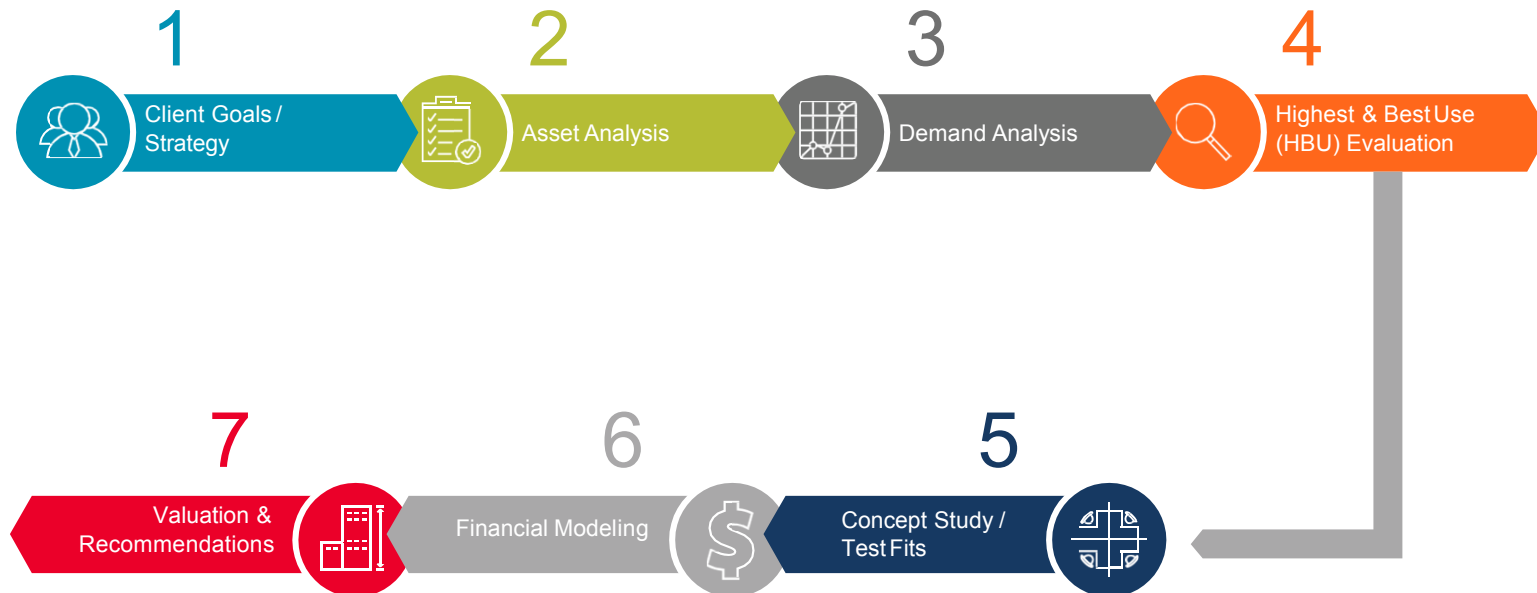 1
2
3
4
Client Goals /
Strategy
Asset Analysis
Demand Analysis
Highest & Best Use
(HBU) Evaluation
7
6
5
Valuation &
Recommendations
Financial Modeling
Concept Study /
Test Fits
$